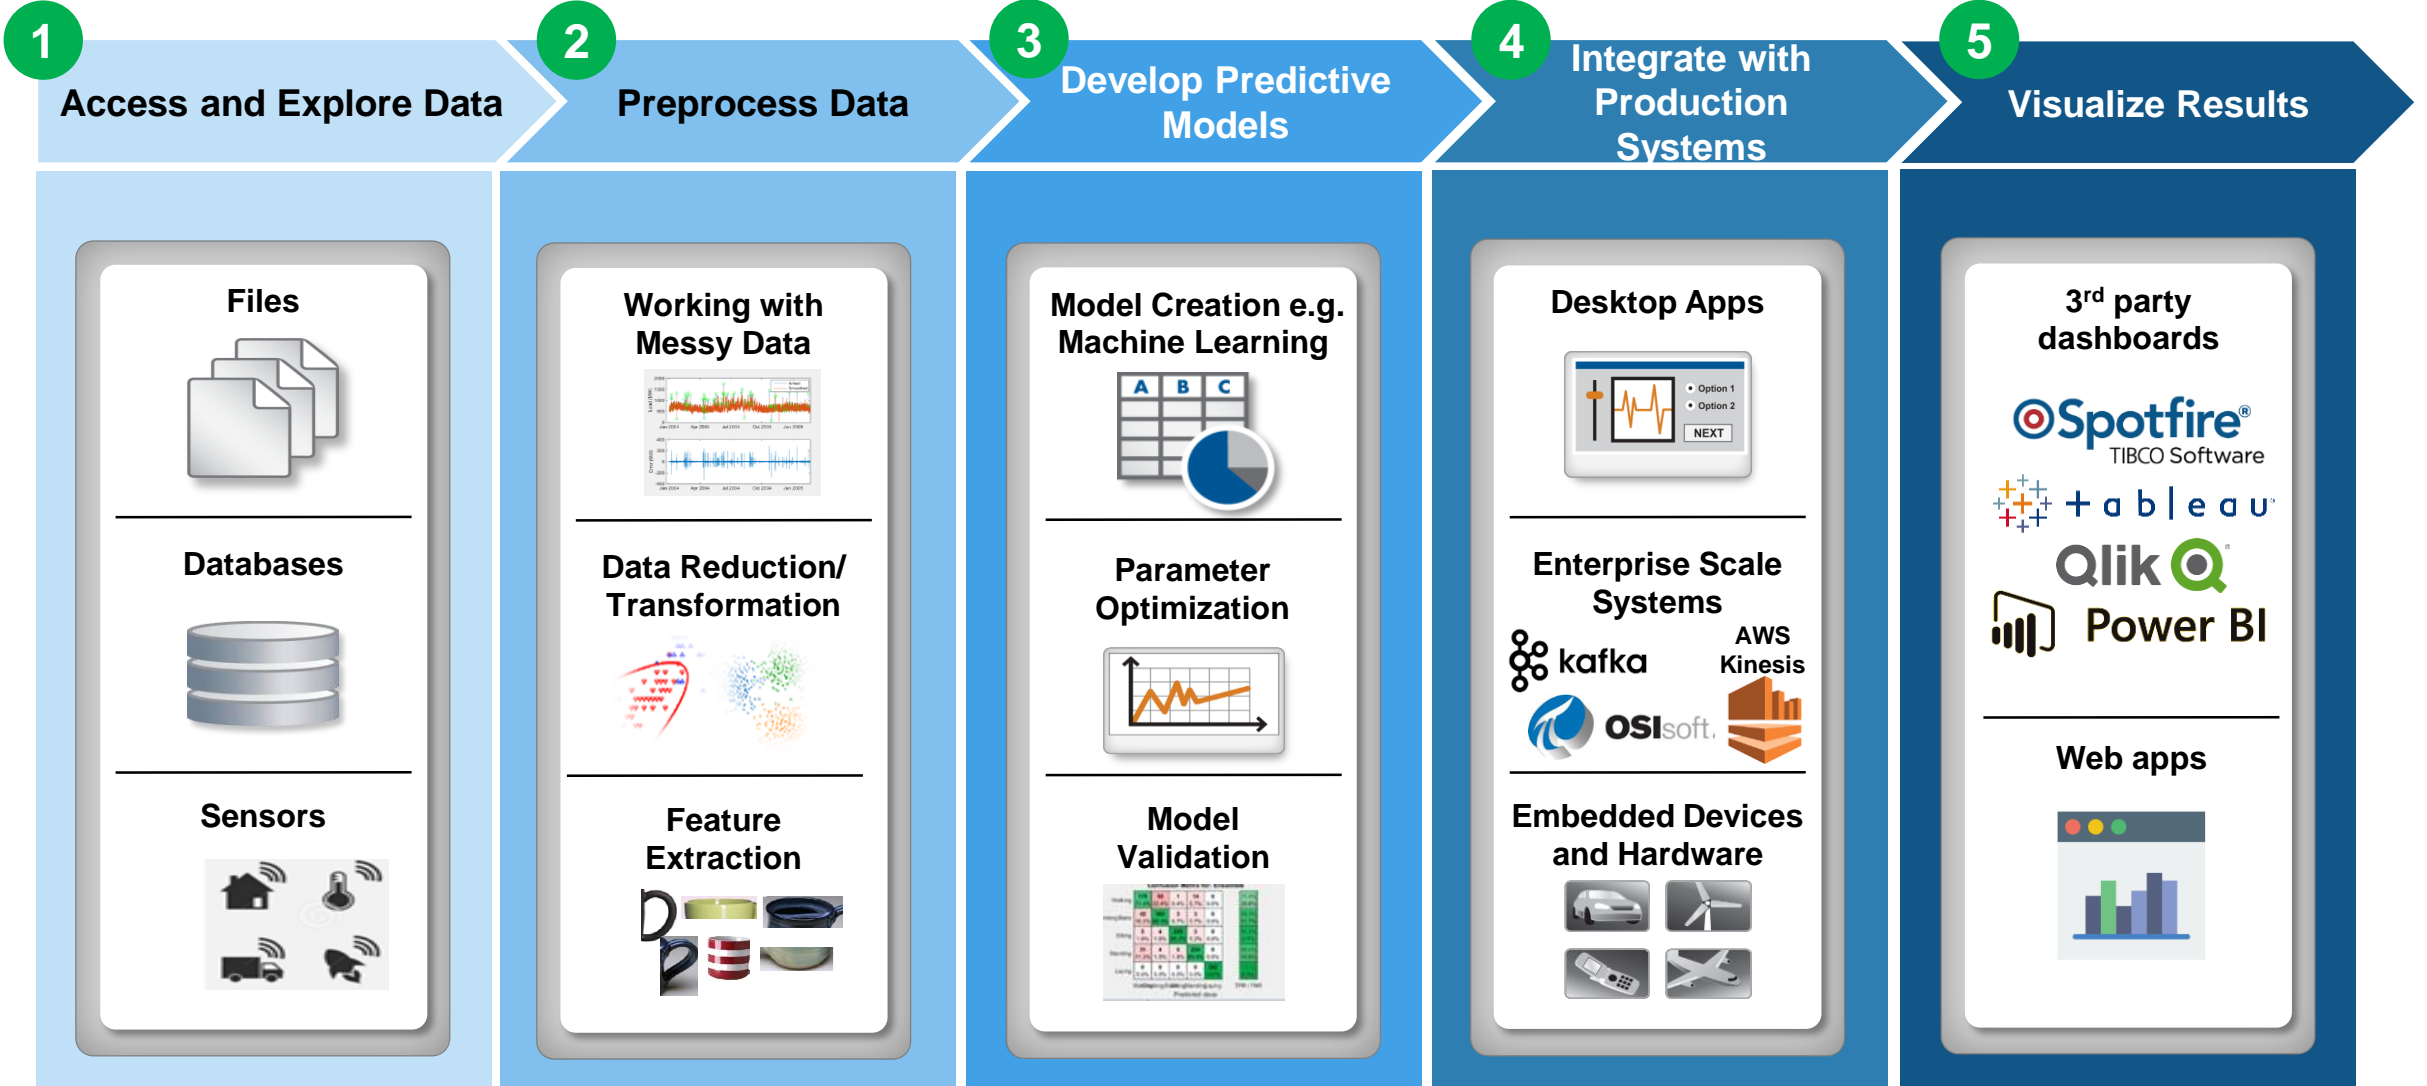 1
Access and Explore Data
2
Preprocess Data
3
Develop Predictive
Models
4
Integrate with
Production
Systems
5
Visualize Results
Files
Databases
Sensors
Working with
Messy Data
Data Reduction/
Transformation
Feature
Extraction
Model Creation e.g.
Machine Learning
A B C
Parameter
Optimization
Model
Validation
Desktop Apps
Option 1
Option 2
NEXT
Enterprise Scale
Systems
kafka
AWS
Kinesis
OSIsoft.
Embedded Devices
and Hardware
3rd party
dashboards
Spotfire®
TIBCO Software
+ableau
Qlik
Power BI
Web apps